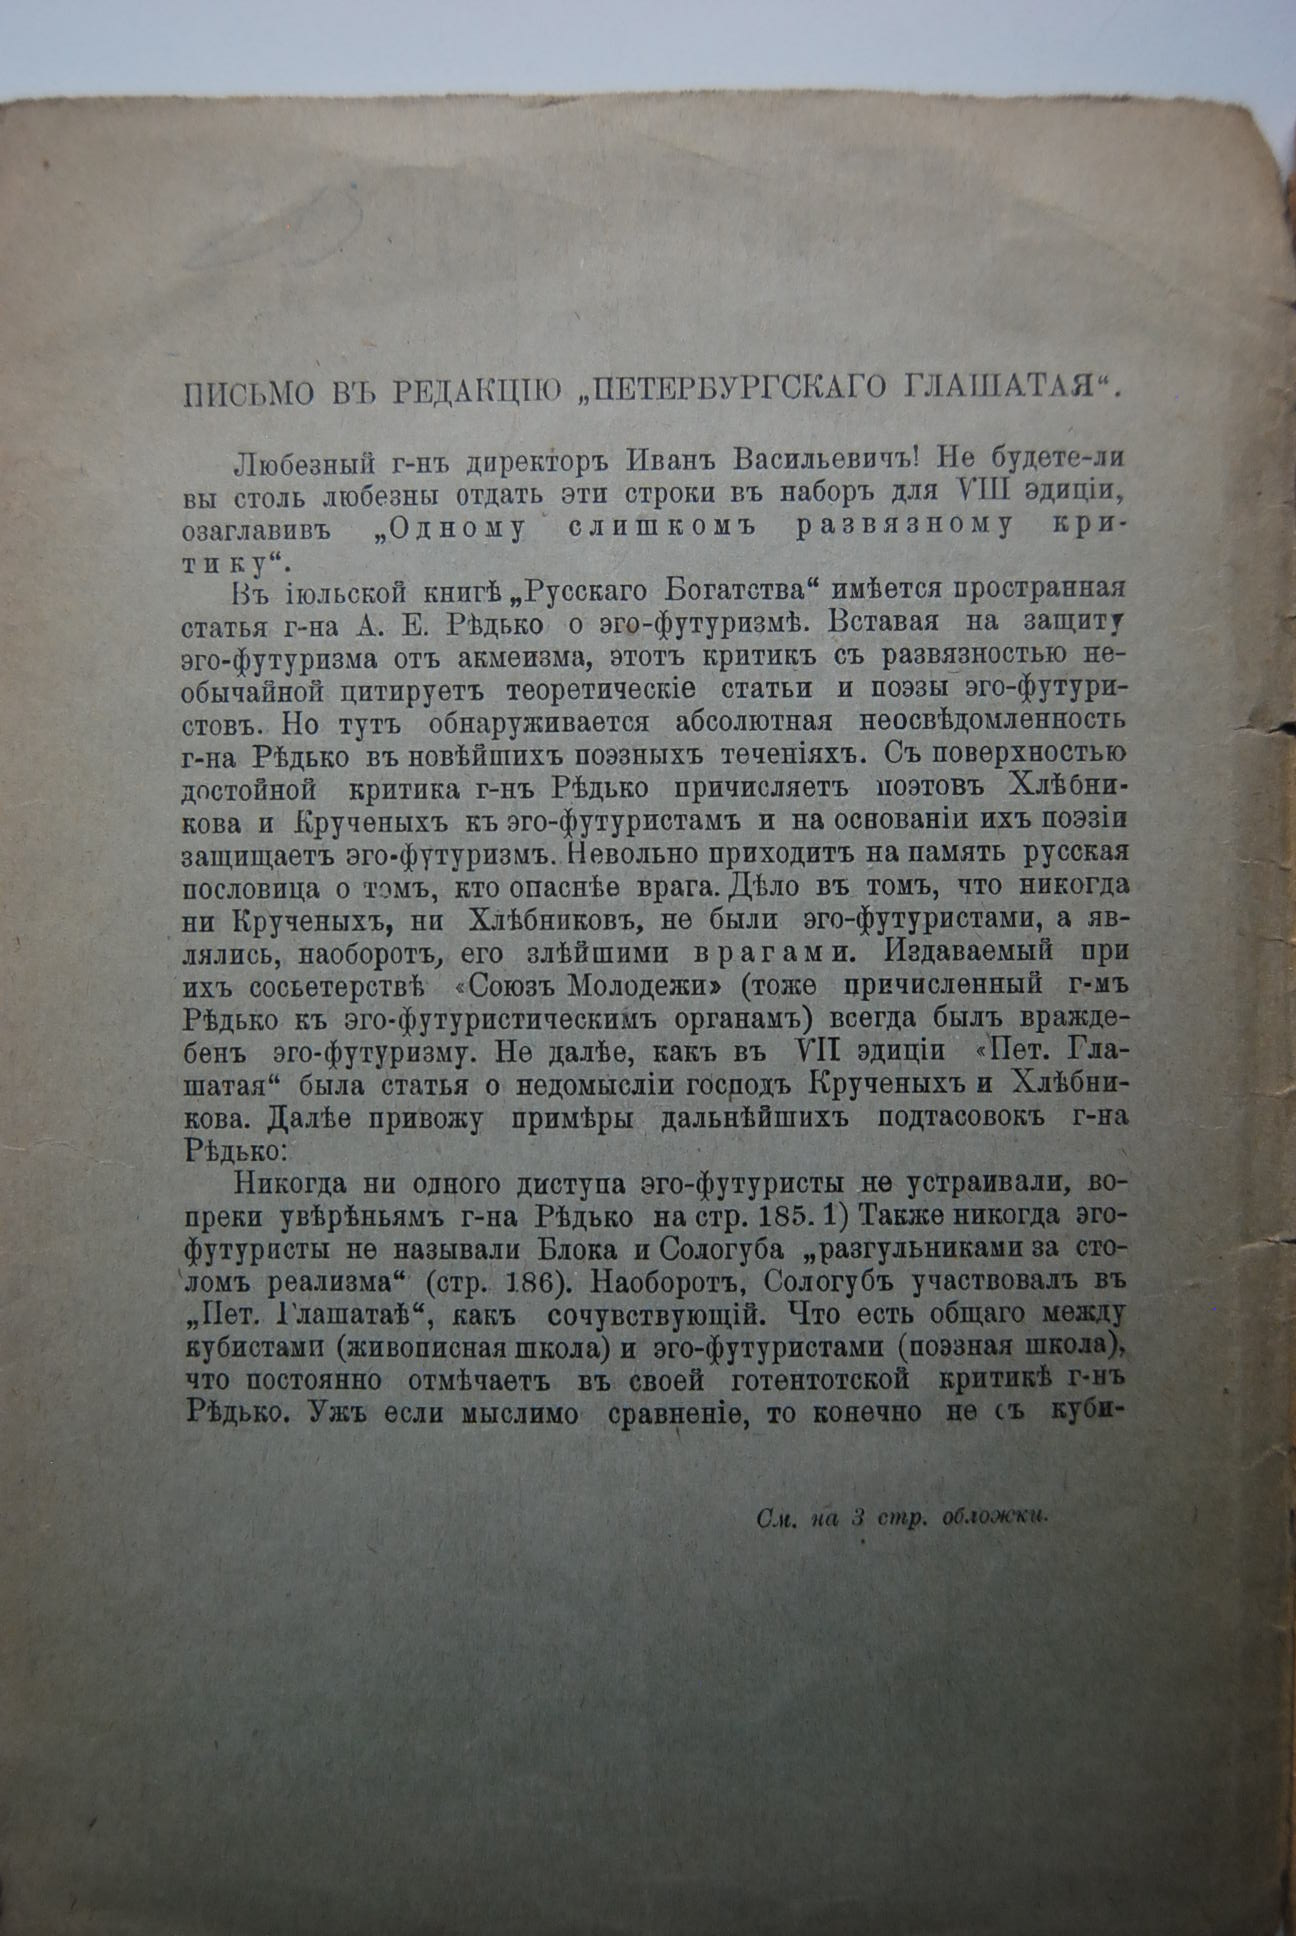 ПИСЬМО ВЪ РЕДАКЦІЮ „ПЕТЕРБУРГСКАГО ГЛАШАТАЯ“.
Любезный г-нъ директоръ Иванъ Васильевичъ! Не будете-ли
вы столь любезны отдать эти строки въ наборъ для VIII эдиціи,
озаглавивъ „Одному слишкомъ развязному кри-
тику“.
Въ іюльской книгѣ „Русскаго Богатства“ имѣется пространная
статья г-на А. Е. Рѣдько о эго-футуризмѣ. Вставая на защиту
эго-футуризма отъ акмеизма, этотъ критикъ съ развязностью не-
обычайной цитируетъ теоретическіе статьи и поэзы эго-футури-
стовъ. Но тутъ обнаруживается абсолютная неосвѣдомленность
г-на Рѣдько въ новѣйшихъ поэзныхъ теченіяхъ. Съ поверхностью
достойной критика г-нъ Рѣдько причисляетъ поэтовъ Хлѣбни-
кова и Крученыхъ къ эго-футуристамъ и на основаніи ихъ поэзіи
защищаетъ эго-футуризмъ. Невольно приходитъ на память русская
пословица о томъ, кто опаснѣе врага. Дѣло въ томъ, что никогда
ни Крученыхъ, ни Хлѣбниковъ, не были эго-футуристами, а яв-
лялись, наоборотъ, его злѣйшими врагами. Издаваемый при
ихъ сосьетерствѣ «Союзъ Молодежи» (тоже причисленный г-мъ
Рѣдько къ эго-футуристическимъ органамъ) всегда былъ вражде-
бенъ эго-футуризму. Не далѣе, какъ въ VII эдиціи «Пет. Гла-
шатая“ была статья о недомысліи господъ Крученыхъ и Хлѣбни-
кова. Далѣе привожу примѣры дальнѣйшихъ подтасовокъ г-на
Рѣдько:
Никогда ни одного диступа эго-футуристы не устраивали, во-
преки увѣрѣньямъ г-на Рѣдько на стр. 185. 1) Также никогда эго-
футуристы не называли Блока и Сологуба „разгульниками за сто-
ломъ реализма“ (стр. 186). Наоборотъ, Сологубъ участвовалъ въ
„Пет. Глашатаѣ“, какъ сочувствующій. Что есть общаго между
кубистами (живописная школа) и эго-футуристами (поэзная школа),
что постоянно отмѣчаетъ въ своей готентотской критикѣ г-нъ
Рѣдько. Ужъ если мыслимо сравненіе, то конечно не съ куби-
См. на 3 стр. обложки.